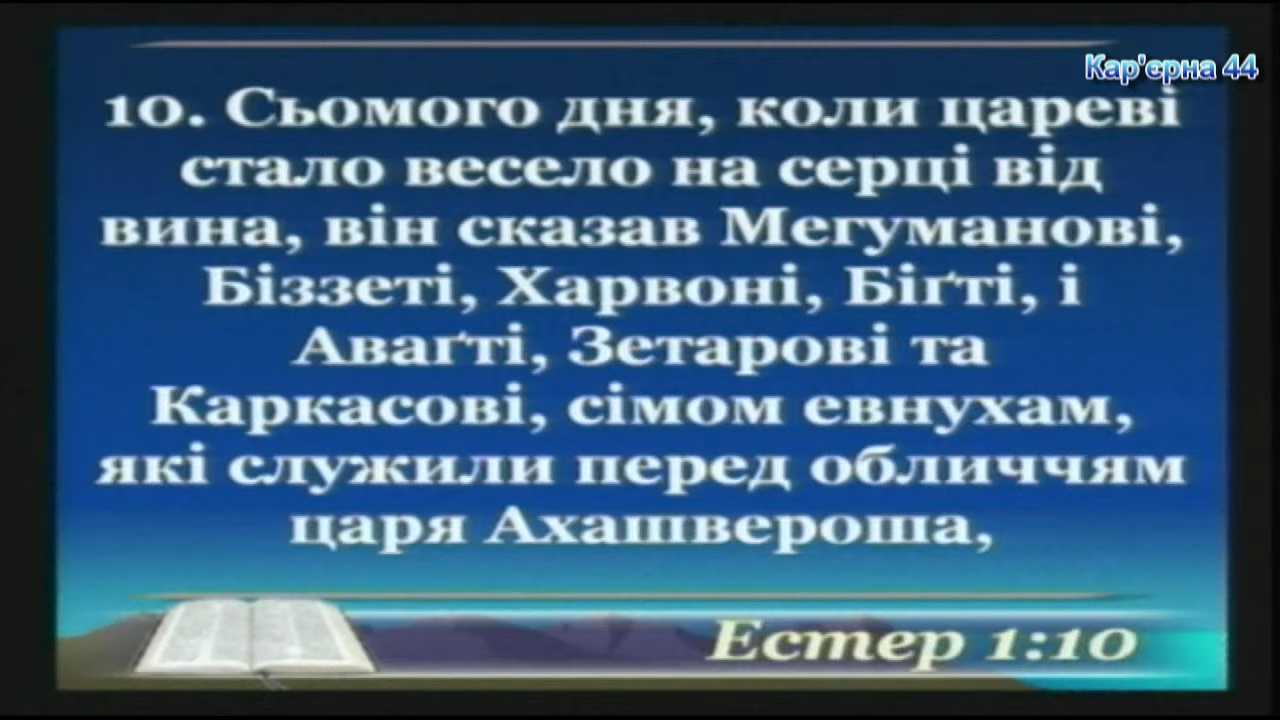 Кар'єрна 44
10. Сьомого дня, коли цареві
стало весело на серці від
вина, він сказав Мегуманові,
Біззеті, Харвоні, Біґті, і
Аваґті, Зетарові та
Каркасові, сімом евнухам,
які служили перед обличчям
царя Ахашвероша,
Естер 1:10